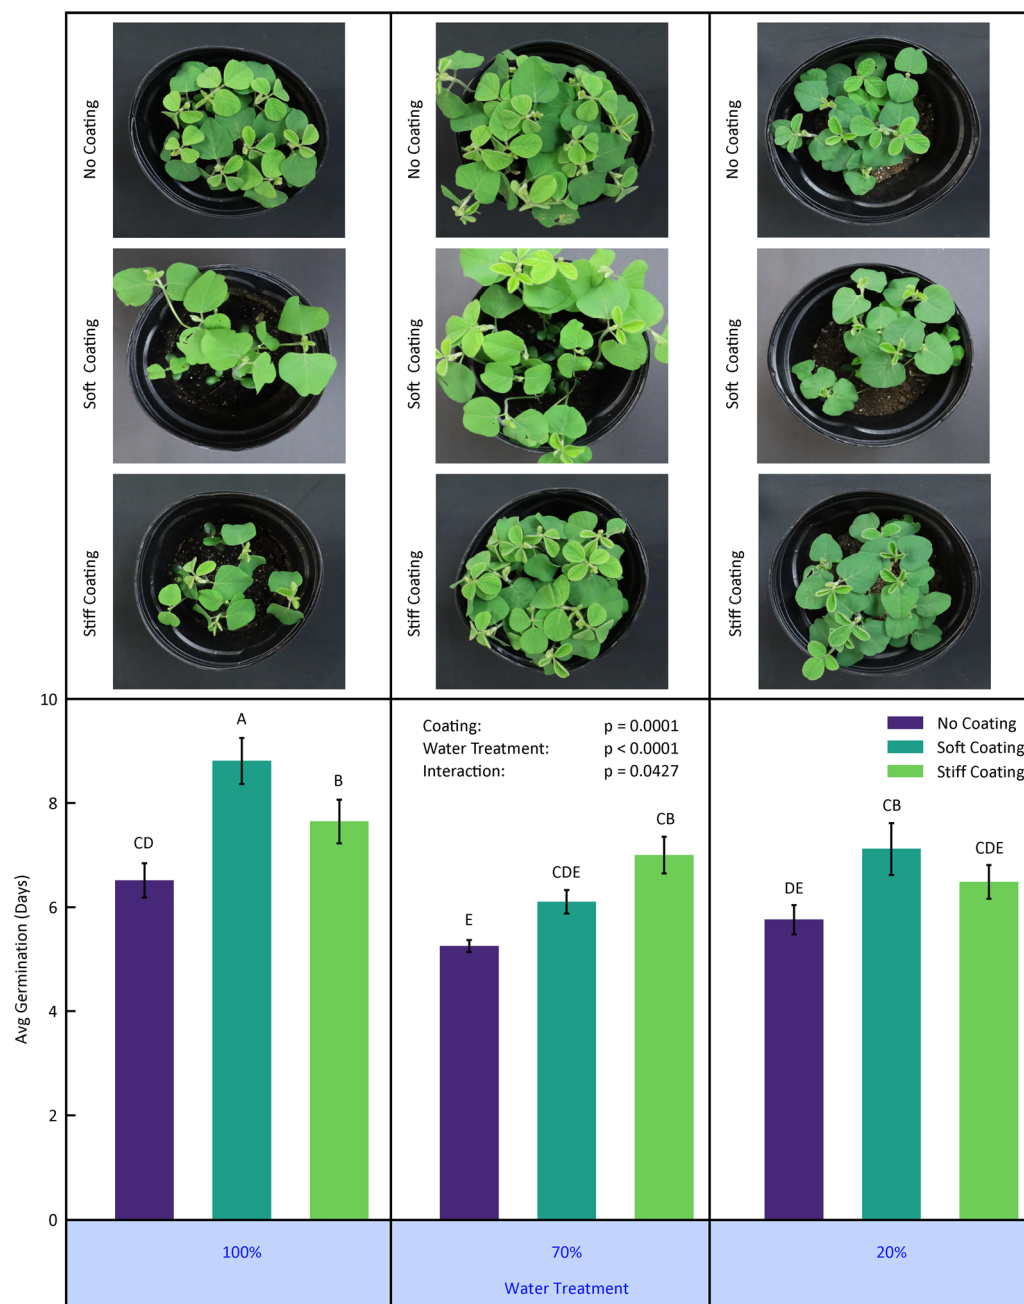 No Coating
No Coating
No Coating
Soft Coating
Soft Coating
Soft Coating
Stiff Coating
Stiff Coating
Stiff Coating
10
8
6
4
2
0
Avg Germination (Days)
CD
A
B
Coating: p = 0.0001
Water Treatment: p < 0.0001
Interaction: p = 0.0427
E
CDE
CB
No Coating
Soft Coating
Stiff Coating
DE
CB
CDE
100%
70%
20%
Water Treatment